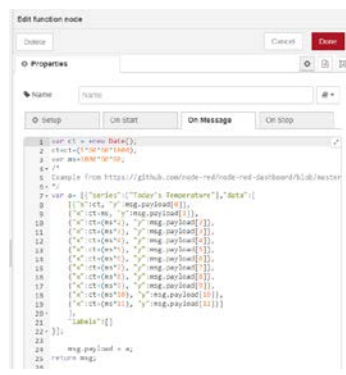 Edit function node
Delete
Cancel
Done
Properties
Name
Name
Setup
On Start
On Message
On Stop
1 var ct = +new Date();
2 ct=ct-(1*60*60*1000);
3 var ms=1000*60*60;
4 /*
5 Example from https://github.com/node-red/node-red-dashboard/blob/master
6 */
7 var a= [{"series":["Today's Temperature"],"data":[
8 [{"x":ct, "y":msg.payload[0]},
9 {"x":ct+ms, "y":msg.payload[1]},
10 {"x":ct+(ms*2), "y":msg.payload[2]},
11 {"x":ct+(ms*3), "y":msg.payload[3]},
12 {"x":ct+(ms*4), "y":msg.payload[4]},
13 {"x":ct+(ms*5), "y":msg.payload[5]},
14 {"x":ct+(ms*6), "y":msg.payload[6]},
15 {"x":ct+(ms*7), "y":msg.payload[7]},
16 {"x":ct+(ms*8), "y":msg.payload[8]},
17 {"x":ct+(ms*9), "y":msg.payload[9]},
18 {"x":ct+(ms*10), "y":msg.payload[10]},
19 {"x":ct+(ms*11), "y":msg.payload[11]}]
20 ],
21 "labels":[]
22 }];
23
24 msg.payload = a;
25 return msg;